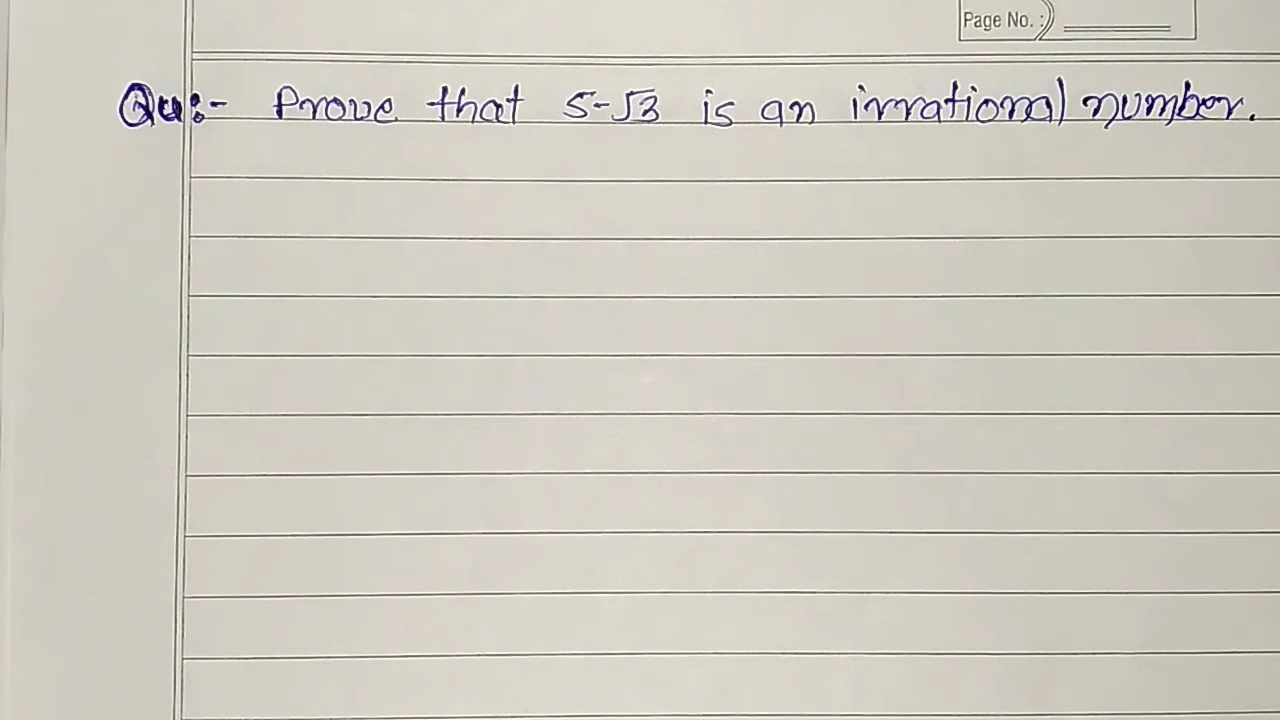 Page No. :
Qu:- Prove that 5-√3 is an irrational number.